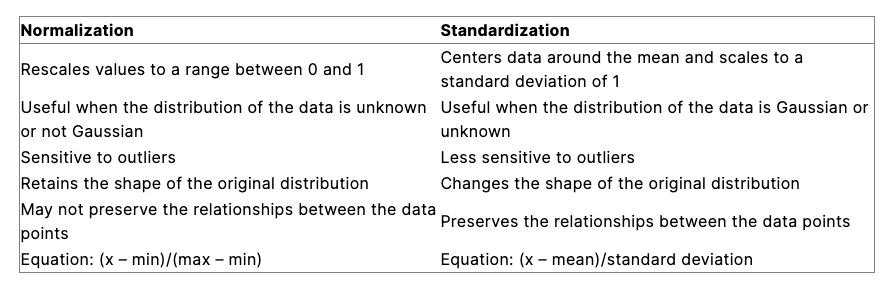 Normalization
Standardization
Rescales values to a range between 0 and 1
Centers data around the mean and scales to a
standard deviation of 1
Useful when the distribution of the data is unknown
or not Gaussian
Useful when the distribution of the data is Gaussian or
unknown
Sensitive to outliers
Less sensitive to outliers
Retains the shape of the original distribution
Changes the shape of the original distribution
May not preserve the relationships between the data
points
Preserves the relationships between the data points
Equation: (x – min)/(max – min)
Equation: (x – mean)/standard deviation